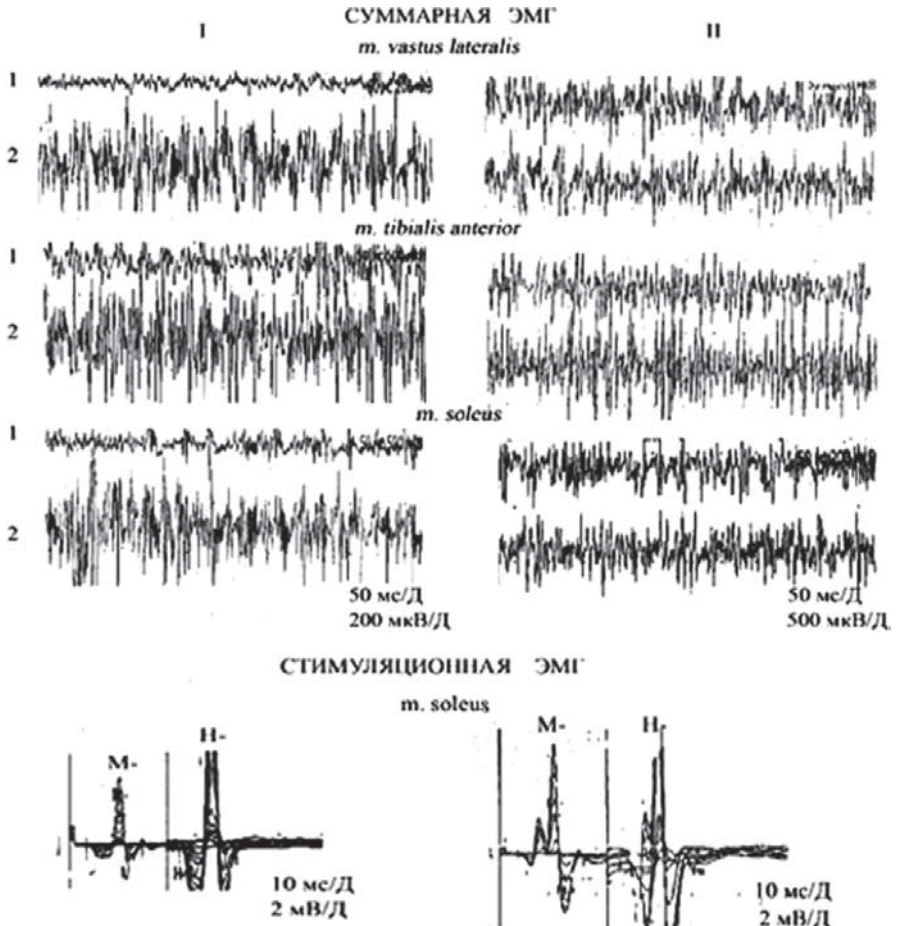 СУММАРНАЯ ЭМГ
I II
m. vastus lateralis
1
2
m. tibialis anterior
1
2
m. soleus
1
2
50 мс/Д
200 мкВ/Д
50 мс/Д
500 мкВ/Д
СТИМУЛЯЦИОННАЯ ЭМГ
m. soleus
М- Н-
М- Н-
10 мс/Д
2 мВ/Д
10 мс/Д
2 мВ/Д